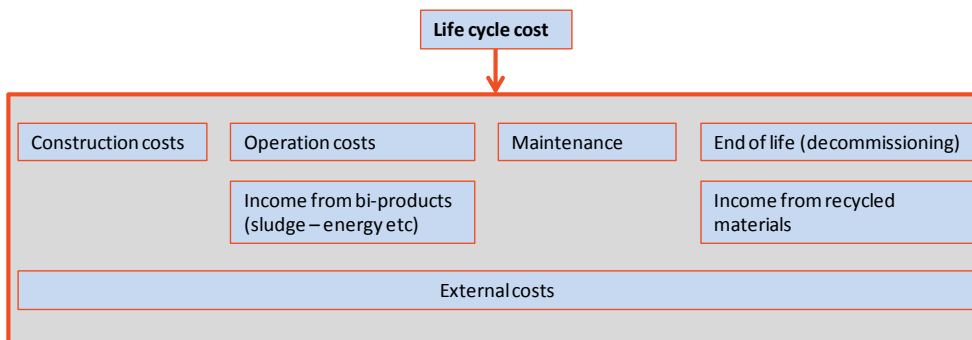 Life cycle cost
Construction costs
Operation costs
Maintenance
End of life (decommissioning)
Income from bi-products
(sludge – energy etc)
Income from recycled
materials
External costs